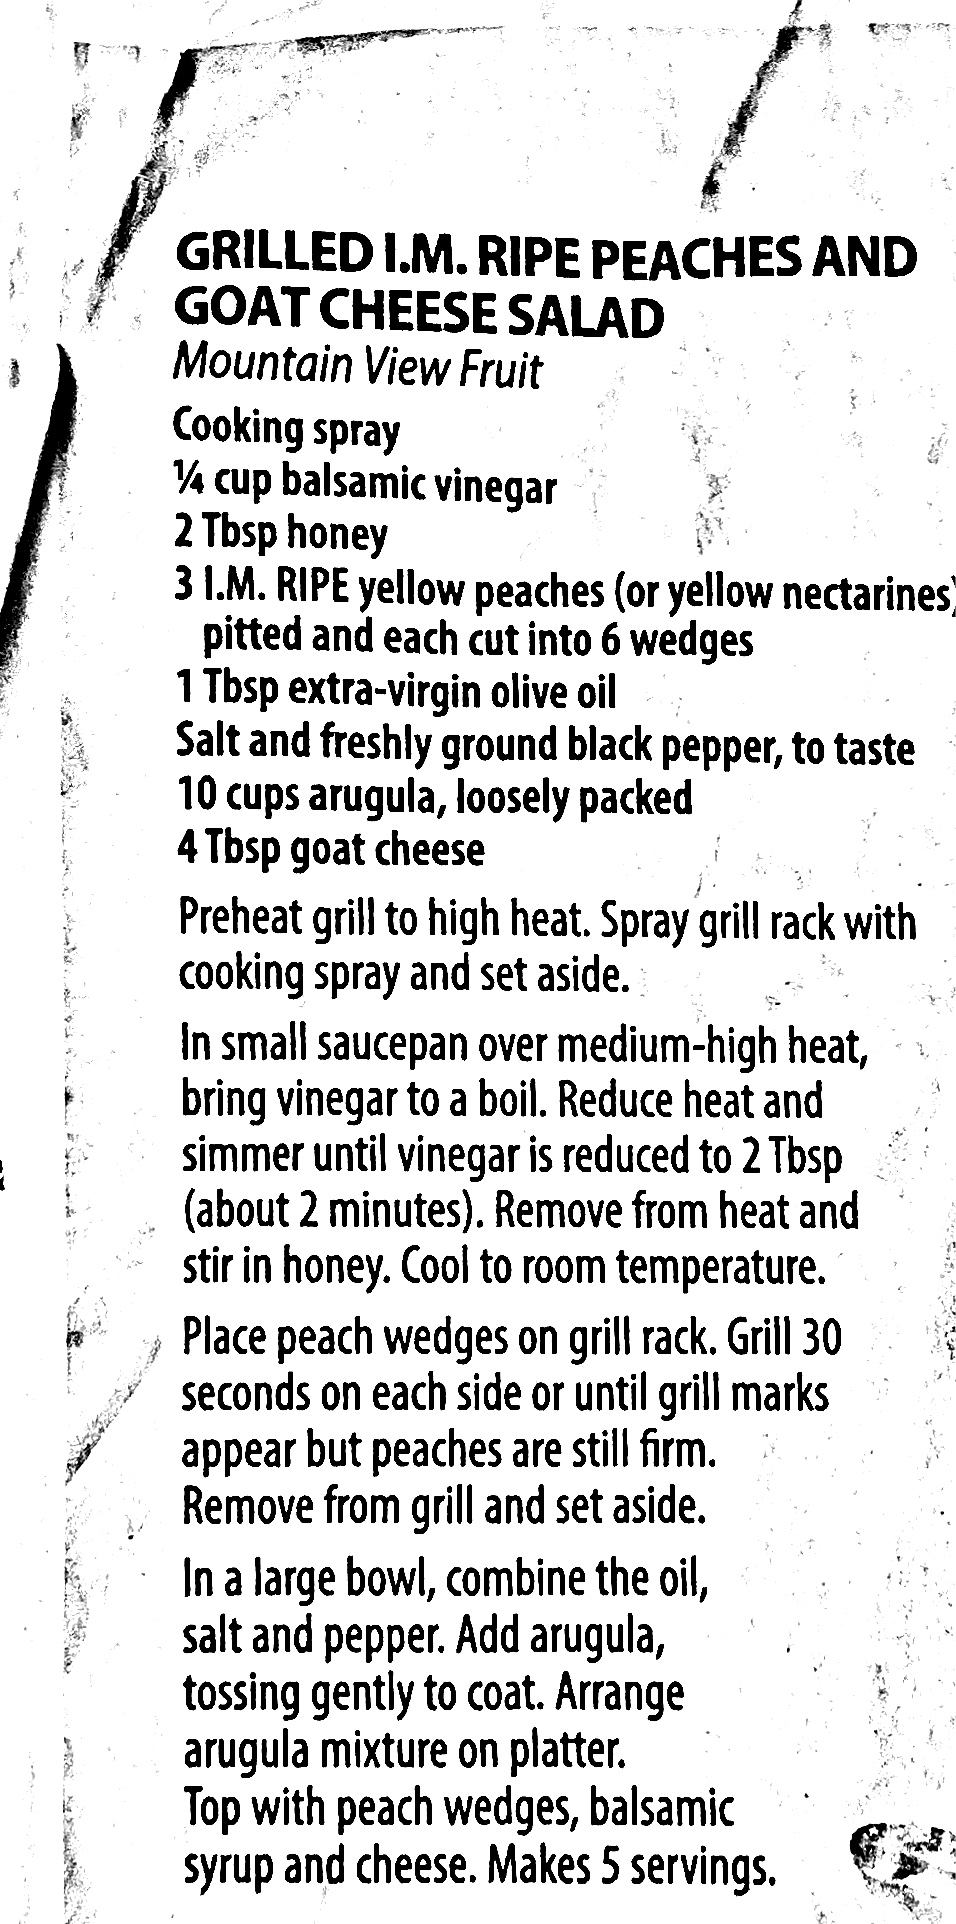 GRILLED I.M. RIPE PEACHES AND
GOAT CHEESE SALAD
Mountain View Fruit
Cooking spray
¼ cup balsamic vinegar
2 Tbsp honey
3 I.M. RIPE yellow peaches (or yellow nectarines)
pitted and each cut into 6 wedges
1 Tbsp extra-virgin olive oil
Salt and freshly ground black pepper, to taste
10 cups arugula, loosely packed
4 Tbsp goat cheese
Preheat grill to high heat. Spray grill rack with
cooking spray and set aside.
In small saucepan over medium-high heat,
bring vinegar to a boil. Reduce heat and
simmer until vinegar is reduced to 2 Tbsp
(about 2 minutes). Remove from heat and
stir in honey. Cool to room temperature.
Place peach wedges on grill rack. Grill 30
seconds on each side or until grill marks
appear but peaches are still firm.
Remove from grill and set aside.
In a large bowl, combine the oil,
salt and pepper. Add arugula,
tossing gently to coat. Arrange
arugula mixture on platter.
Top with peach wedges, balsamic
syrup and cheese. Makes 5 servings.